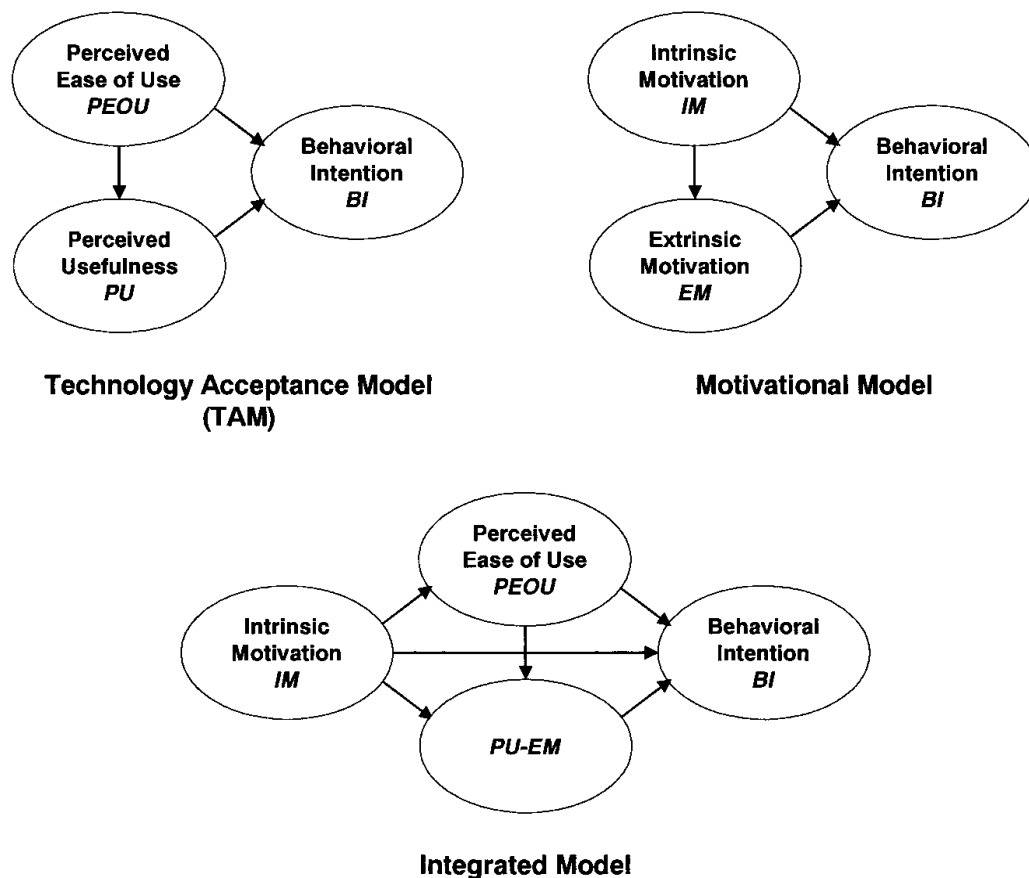 Perceived
Ease of Use
PEOU
Behavioral
Intention
BI
Perceived
Usefulness
PU
Technology Acceptance Model
(TAM)
Intrinsic
Motivation
IM
Behavioral
Intention
BI
Extrinsic
Motivation
EM
Motivational Model
Perceived
Ease of Use
PEOU
Intrinsic
Motivation
IM
Behavioral
Intention
BI
PU-EM
Integrated Model